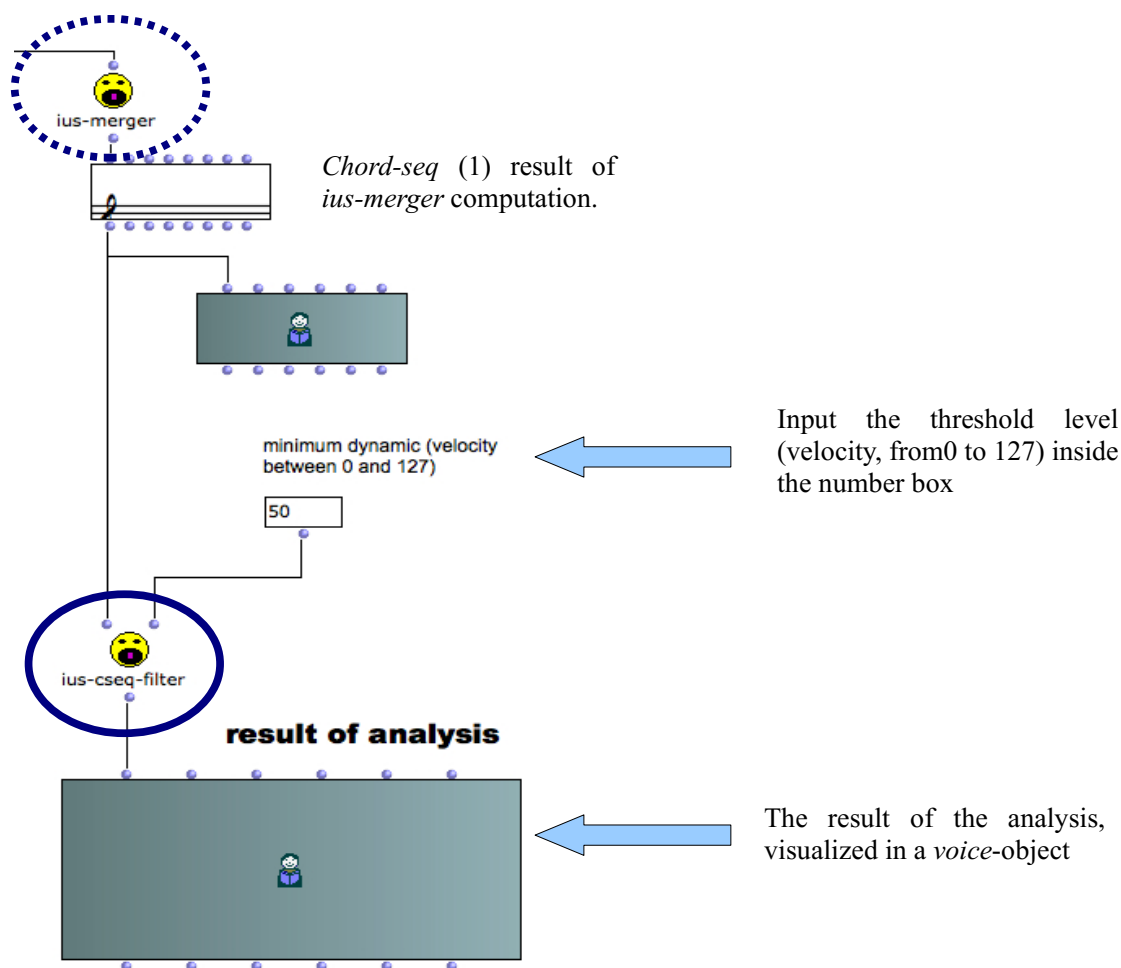 ius-merger
Chord-seq (1) result of
ius-merger computation.
minimum dynamic (velocity
between 0 and 127)
Input the threshold level
(velocity, from0 to 127) inside
the number box
50
ius-cseq-filter
result of analysis
The result of the analysis,
visualized in a voice-object